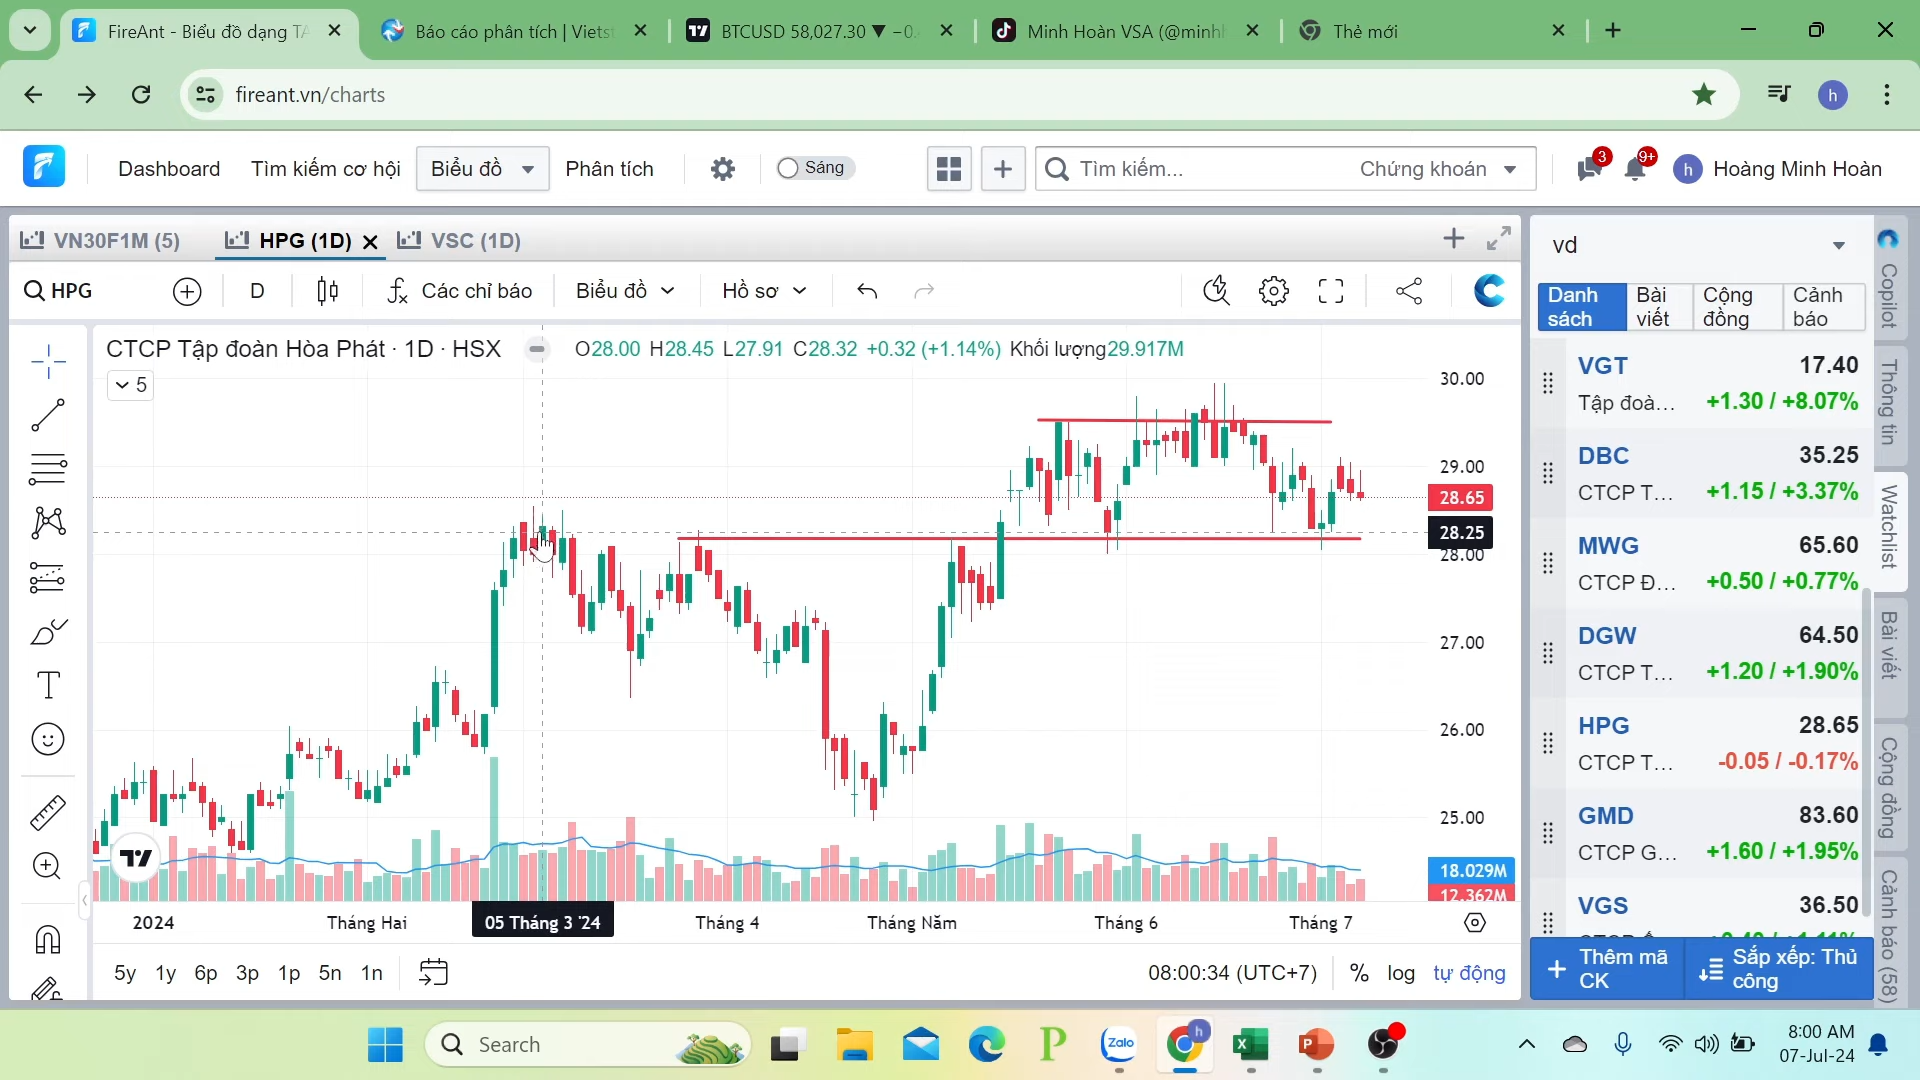 FireAnt - Biểu đồ dạng TA
Báo cáo phân tích | Vietst
BTCUSD 58,027.30 ▼ −0.
Minh Hoàn VSA (@minhh
Thẻ mới
fireant.vn/charts
h
Dashboard
Tìm kiếm cơ hội
Biểu đồ
Phân tích
Sáng
Tìm kiếm...
Chứng khoán
3
9+
h
Hoàng Minh Hoàn
VN30F1M (5)
HPG (1D)
VSC (1D)
HPG
D
Các chỉ báo
Biểu đồ
Hồ sơ
CTCP Tập đoàn Hòa Phát · 1D · HSX
O28.00 H28.45 L27.91 C28.32 +0.32 (+1.14%) Khối lượng29.917M
5
30.00
29.00
28.65
28.25
28.00
27.00
26.00
25.00
18.029M
12.362M
2024
Tháng Hai
05 Tháng 3 '24
Tháng 4
Tháng Năm
Tháng 6
Tháng 7
5y 1y 6p 3p 1p 5n 1n
08:00:34 (UTC+7)
%
log
tự động
vd
Danh sách
Bài viết
Cộng đồng
Cảnh báo
VGT 17.40
Tập đoà... +1.30 / +8.07%
DBC 35.25
CTCP T... +1.15 / +3.37%
MWG 65.60
CTCP Đ... +0.50 / +0.77%
DGW 64.50
CTCP T... +1.20 / +1.90%
HPG 28.65
CTCP T... -0.05 / -0.17%
GMD 83.60
CTCP G... +1.60 / +1.95%
VGS 36.50
Thêm mã CK
Sắp xếp: Thủ công
Copilot
Thông tin
Watchlist
Bài viết
Cộng đồng
Cảnh báo (58)
Search
Zalo
h
8:00 AM
07-Jul-24